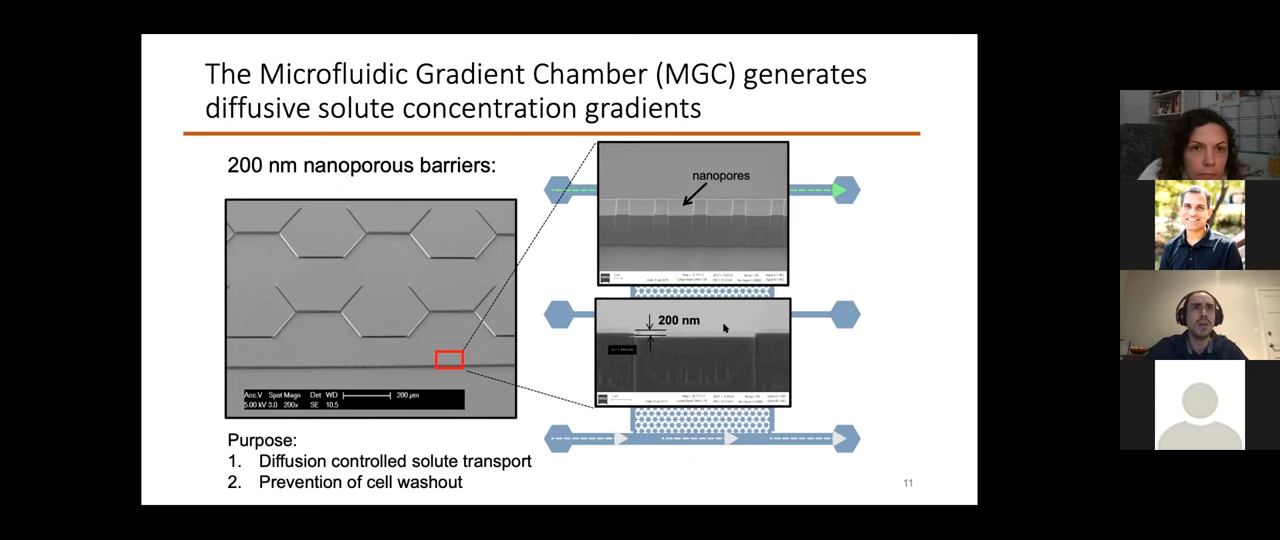 The Microfluidic Gradient Chamber (MGC) generates
diffusive solute concentration gradients
200 nm nanoporous barriers:
nanopores
200 nm
Acc.V Spot Magn Det WD 200 µm
5.00 kV 3.0 200x SE 10.5
Purpose:
1. Diffusion controlled solute transport
2. Prevention of cell washout
11